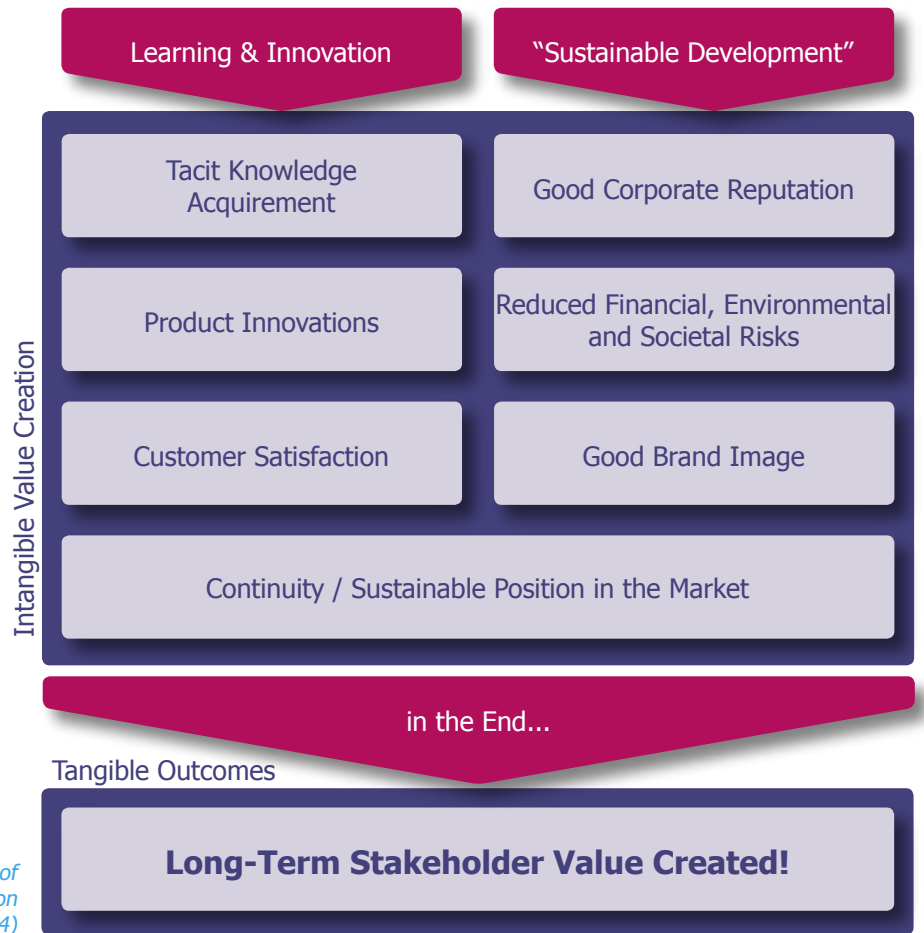 Learning & Innovation
“Sustainable Development”
Tacit Knowledge
Acquirement
Good Corporate Reputation
Product Innovations
Reduced Financial, Environmental
and Societal Risks
Customer Satisfaction
Good Brand Image
Continuity / Sustainable Position in the Market
Intangible Value Creation
in the End...
Tangible Outcomes
Long-Term Stakeholder Value Created!
of
on
4)